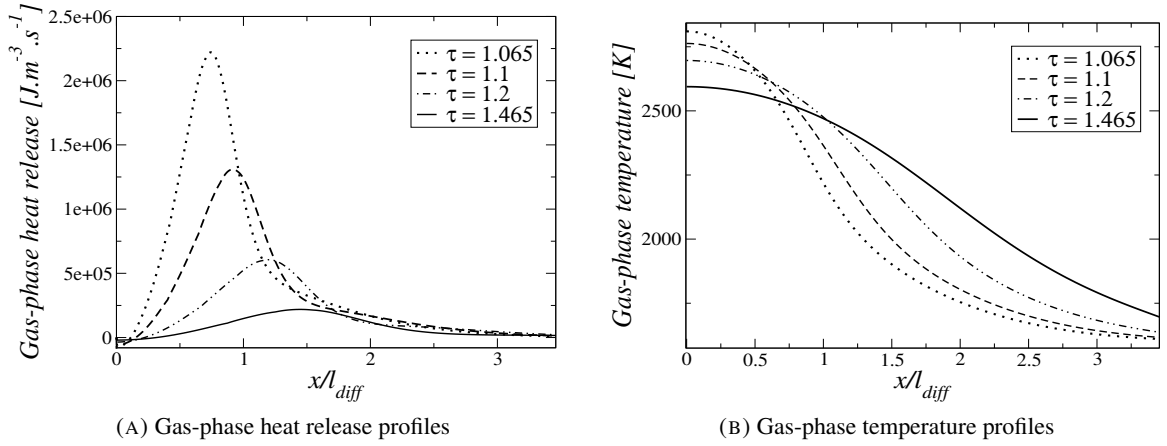 Gas-phase heat release [J.m⁻³.s⁻¹]
2.5e+06
2e+06
1.5e+06
1e+06
5e+05
0
τ = 1.065
τ = 1.1
τ = 1.2
τ = 1.465
0 1 2 3
x/l_diff
(A) Gas-phase heat release profiles
Gas-phase temperature [K]
2500
2000
τ = 1.065
τ = 1.1
τ = 1.2
τ = 1.465
0 0.5 1 1.5 2 2.5 3
x/l_diff
(B) Gas-phase temperature profiles